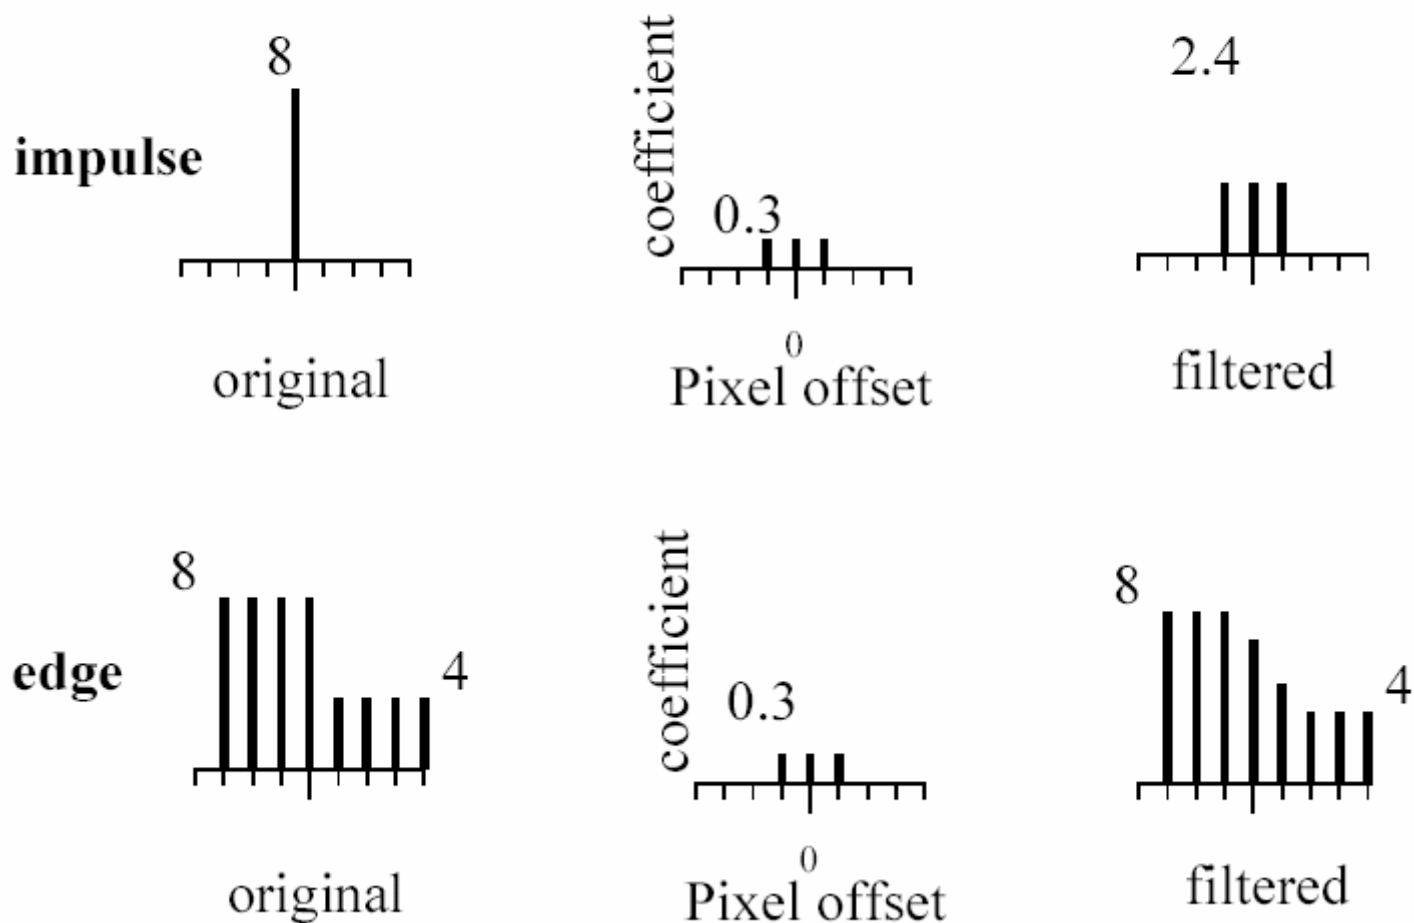 8
impulse
original
coefficient
0.3
0
Pixel offset
2.4
filtered
8
edge
4
original
coefficient
0.3
0
Pixel offset
8
4
filtered